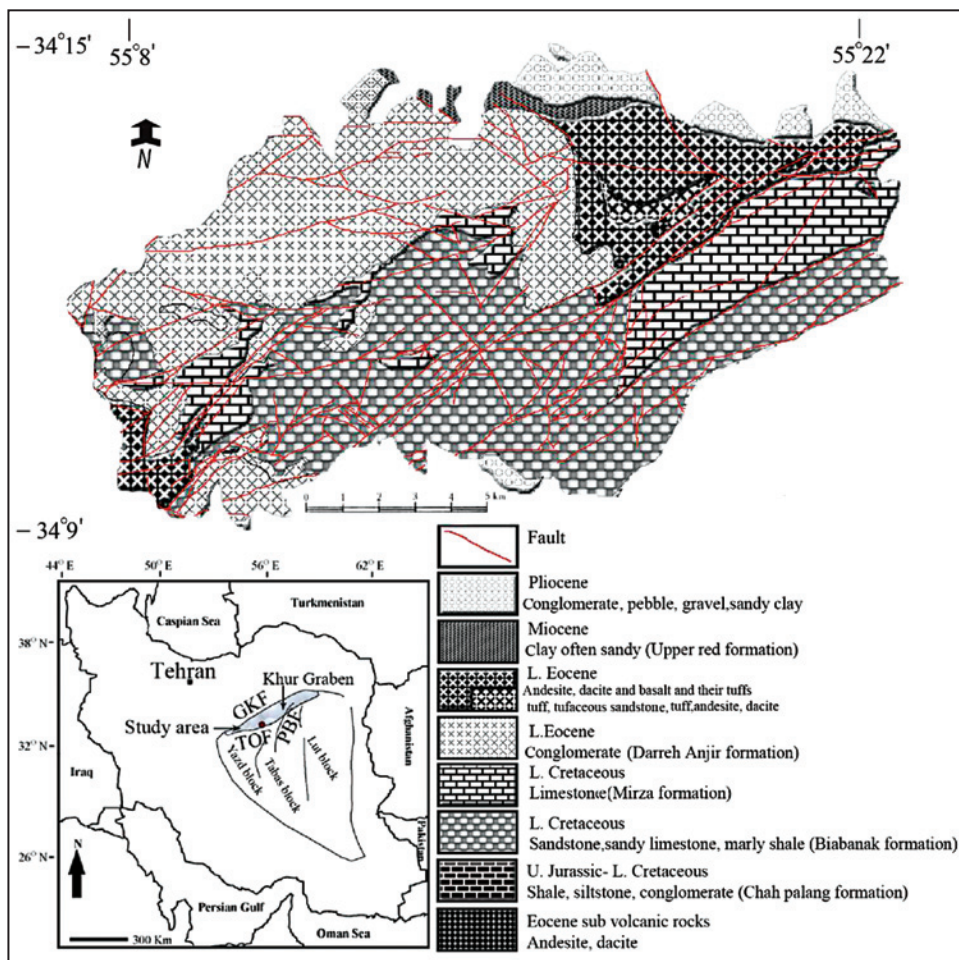 34°15'
55°8'
55°22'
N
0 1 2 3 4 5 km
34°9'
44°E
50°E
56°E
62°E
Caspian Sea
Turkmenistan
38°N
Tehran
Khur Graben
GKF
Study area
TOF
PBF
Afghanistan
32°N
Yazd block
Tabas block
Lut block
Iraq
Pakistan
26°N
N
Persian Gulf
300 Km
Oman Sea
Fault
Pliocene
Conglomerate, pebble, gravel,sandy clay
Miocene
Clay often sandy (Upper red formation)
L. Eocene
Andesite, dacite and basalt and their tuffs
tuff, tufaceous sandstone, tuff,andesite, dacite
L.Eocene
Conglomerate (Darreh Anjir formation)
L. Cretaceous
Limestone(Mirza formation)
L. Cretaceous
Sandstone,sandy limestone, marly shale (Biabanak formation)
U. Jurassic- L. Cretaceous
Shale, siltstone, conglomerate (Chah palang formation)
Eocene sub volcanic rocks
Andesite, dacite